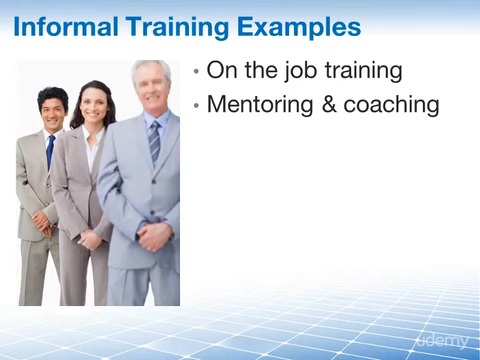 Informal Training Examples
• On the job training
• Mentoring & coaching
udemy